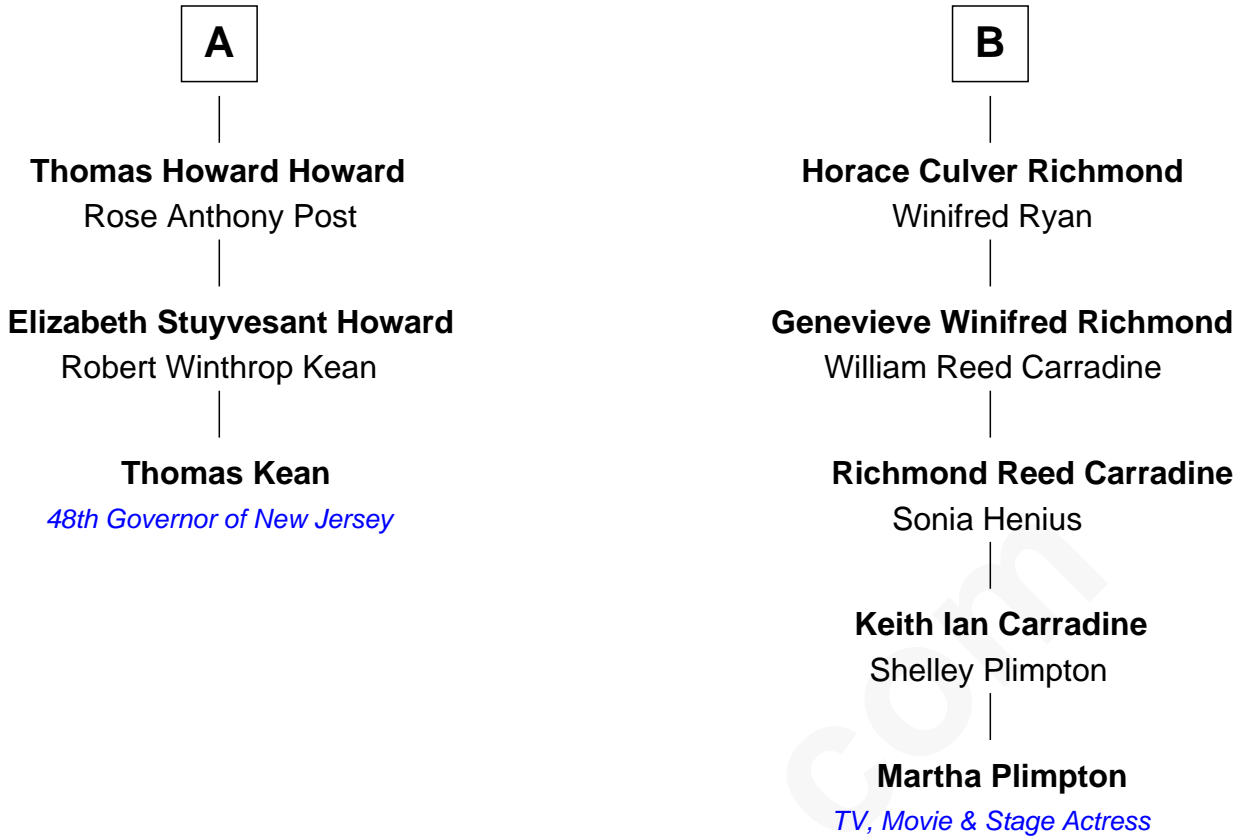 A
Thomas Howard Howard
Rose Anthony Post
Elizabeth Stuyvesant Howard
Robert Winthrop Kean
Thomas Kean
48th Governor of New Jersey
B
Horace Culver Richmond
Winifred Ryan
Genevieve Winifred Richmond
William Reed Carradine
Richmond Reed Carradine
Sonia Henius
Keith Ian Carradine
Shelley Plimpton
Martha Plimpton
TV, Movie & Stage Actress
com